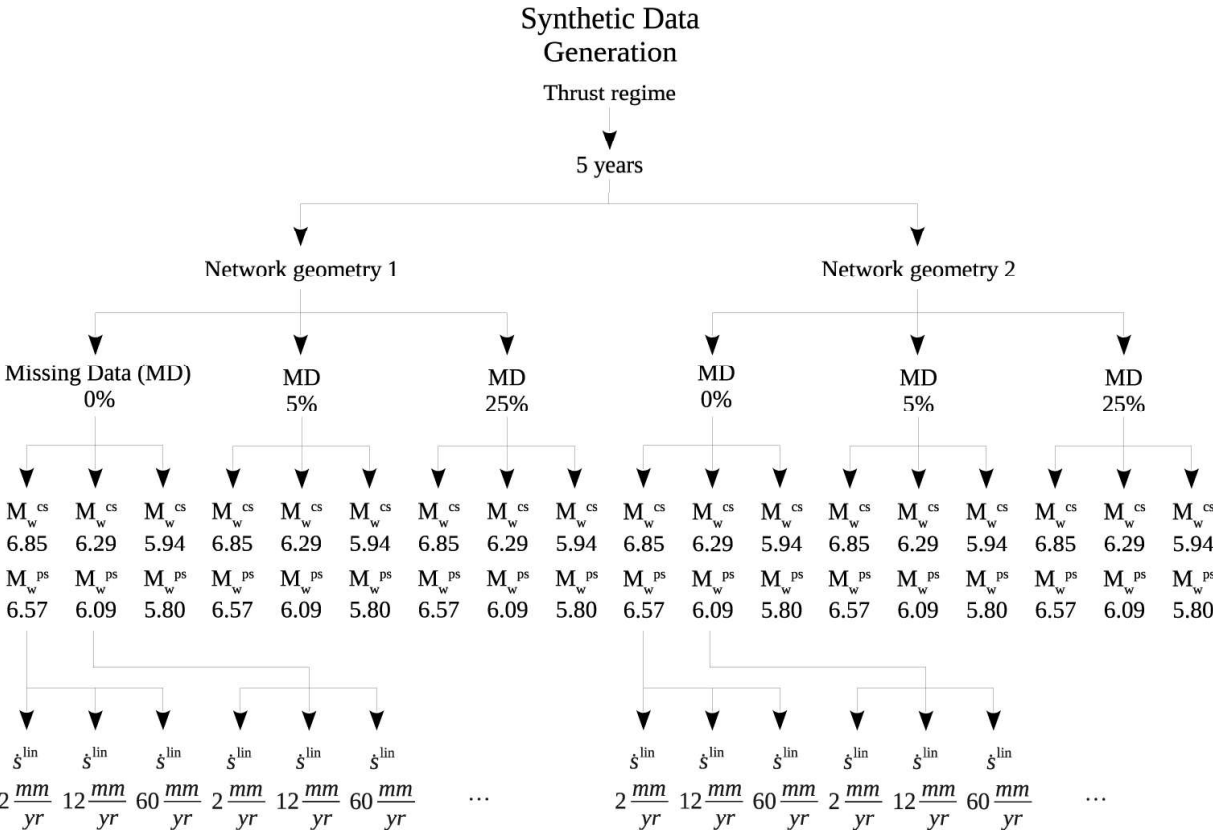 Synthetic Data
Generation
Thrust regime
5 years
Network geometry 1 Network geometry 2
Missing Data (MD) MD MD MD MD MD
0% 5% 25% 0% 5% 25%
M_w^cs M_w^cs M_w^cs M_w^cs M_w^cs M_w^cs M_w^cs M_w^cs M_w^cs M_w^cs M_w^cs M_w^cs M_w^cs M_w^cs M_w^cs M_w^cs M_w^cs M_w^cs
6.85 6.29 5.94 6.85 6.29 5.94 6.85 6.29 5.94 6.85 6.29 5.94 6.85 6.29 5.94 6.85 6.29 5.94
M_w^ps M_w^ps M_w^ps M_w^ps M_w^ps M_w^ps M_w^ps M_w^ps M_w^ps M_w^ps M_w^ps M_w^ps M_w^ps M_w^ps M_w^ps M_w^ps M_w^ps M_w^ps
6.57 6.09 5.80 6.57 6.09 5.80 6.57 6.09 5.80 6.57 6.09 5.80 6.57 6.09 5.80 6.57 6.09 5.80
ṡ^lin ṡ^lin ṡ^lin ṡ^lin ṡ^lin ṡ^lin ṡ^lin ṡ^lin ṡ^lin ṡ^lin ṡ^lin ṡ^lin
2 mm/yr 12 mm/yr 60 mm/yr 2 mm/yr 12 mm/yr 60 mm/yr ... 2 mm/yr 12 mm/yr 60 mm/yr 2 mm/yr 12 mm/yr 60 mm/yr ...